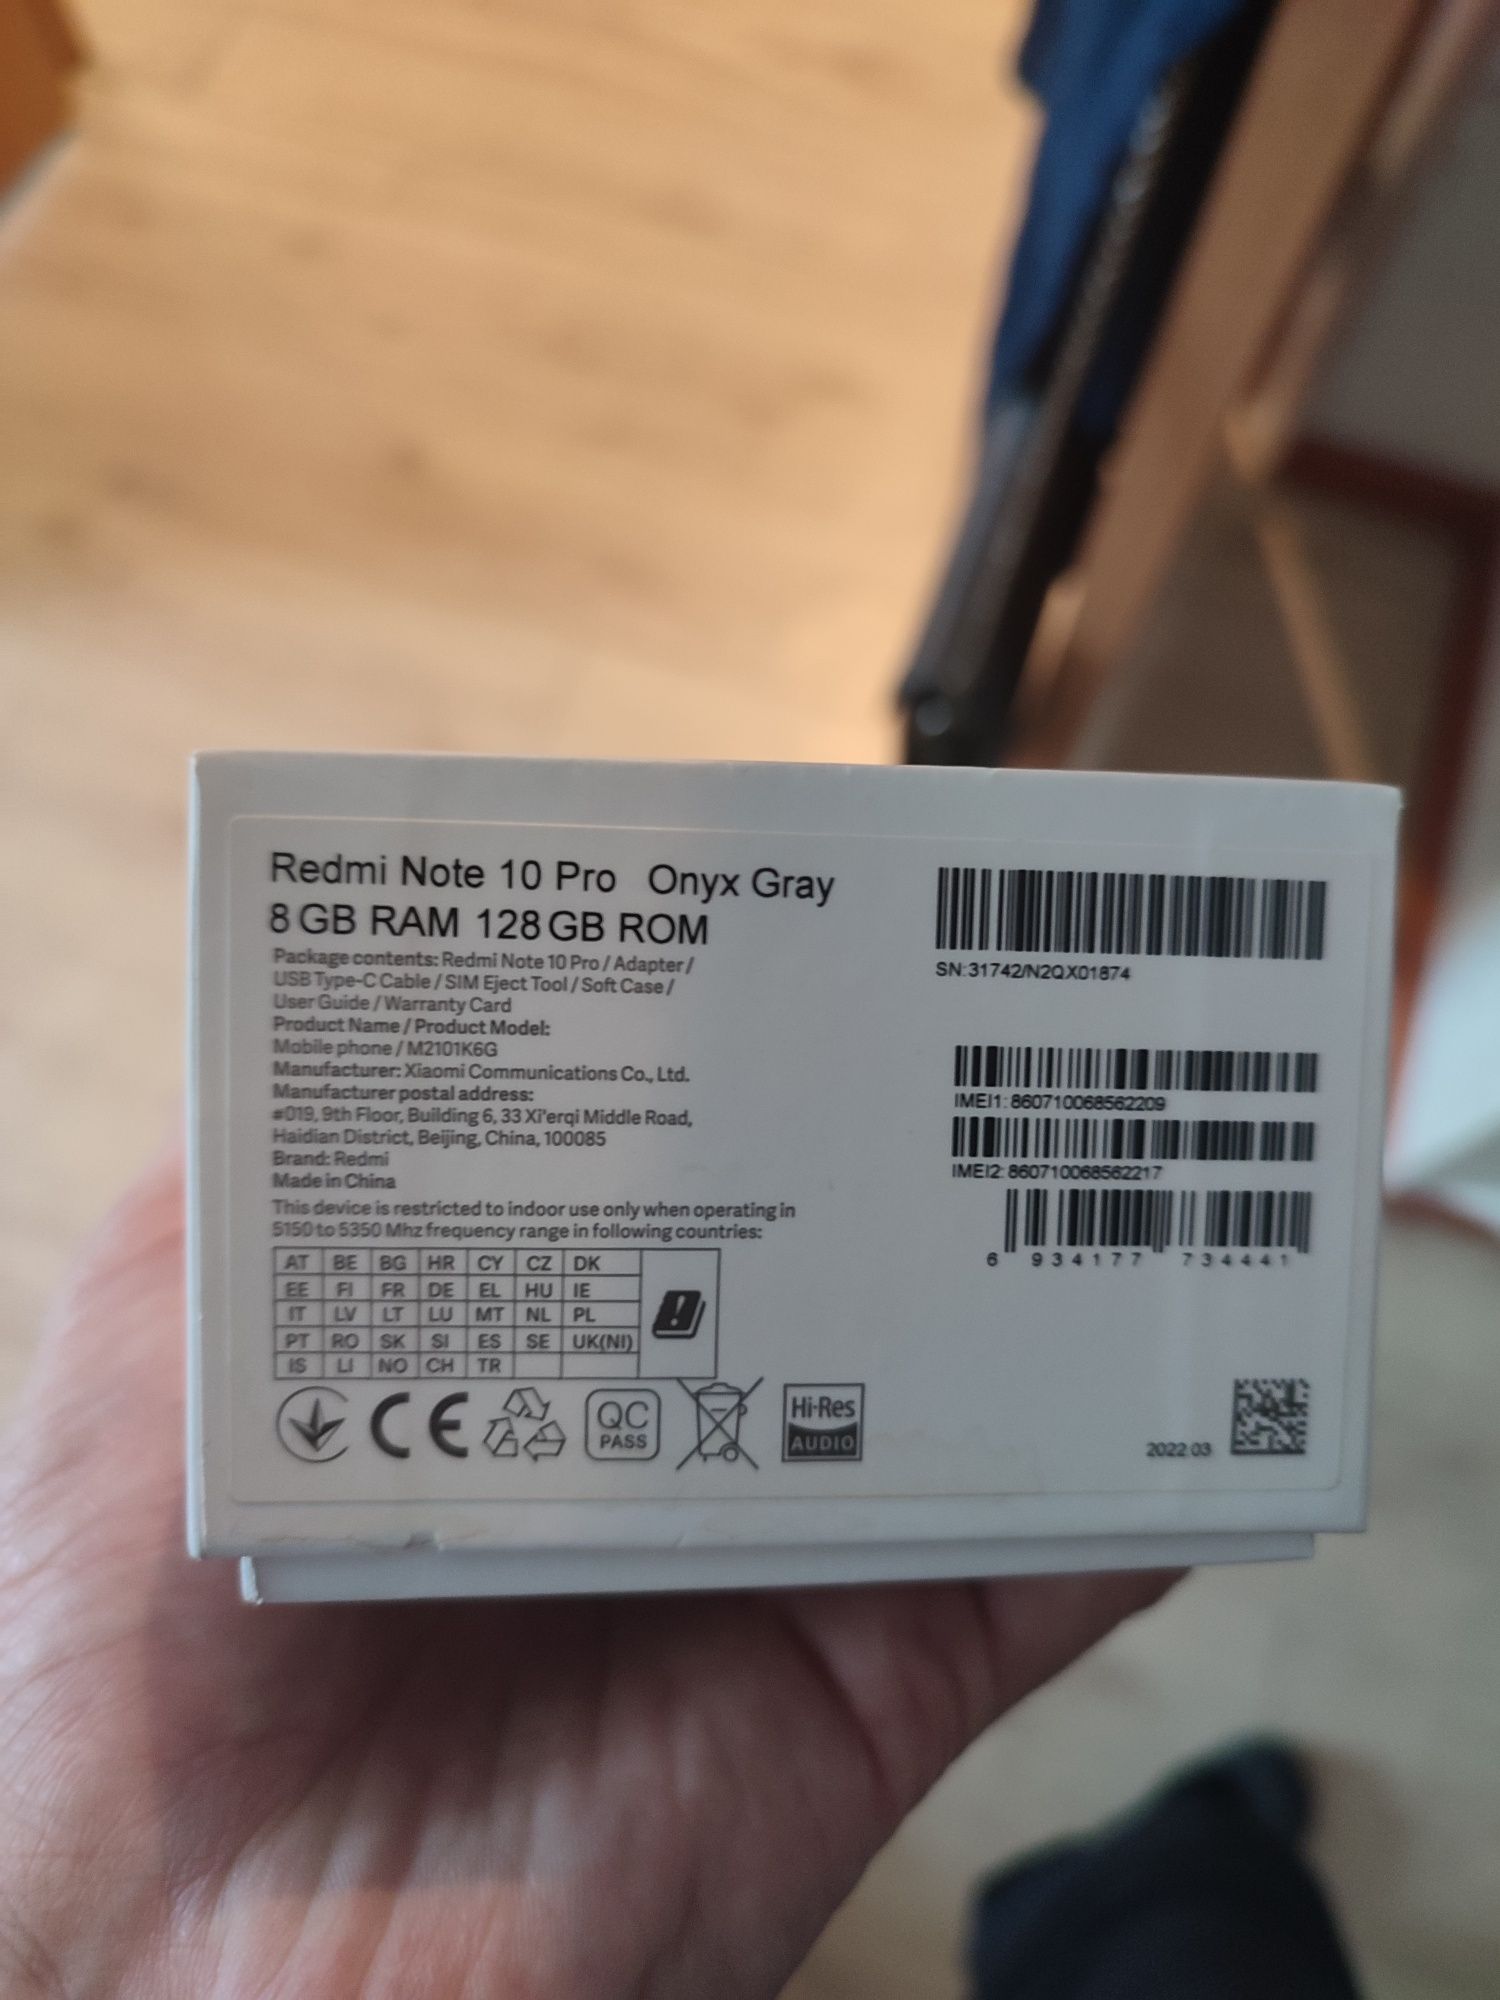 Redmi Note 10 Pro Onyx Gray
8GB RAM 128GB ROM
Package contents: Redmi Note 10 Pro / Adapter /
USB Type-C Cable / SIM Eject Tool / Soft Case /
User Guide / Warranty Card
Product Name / Product Model:
Mobile phone / M2101K6G
Manufacturer: Xiaomi Communications Co., Ltd.
Manufacturer postal address:
#019, 9th Floor, Building 6, 33 Xi'erqi Middle Road,
Haidian District, Beijing, China, 100085
Brand: Redmi
Made in China
This device is restricted to indoor use only when operating in
5150 to 5350 Mhz frequency range in following countries:
AT BE BG HR CY CZ DK
EE FI FR DE EL HU IE
IT LV LT LU MT NL PL
PT RO SK SI ES SE UK(NI)
IS LI NO CH TR
CE
QC
PASS
Hi-Res
AUDIO
SN:31742/N2QX01874
IMEI1: 860710068562209
IMEI2: 860710068562217
6 934177 734441
2022 03